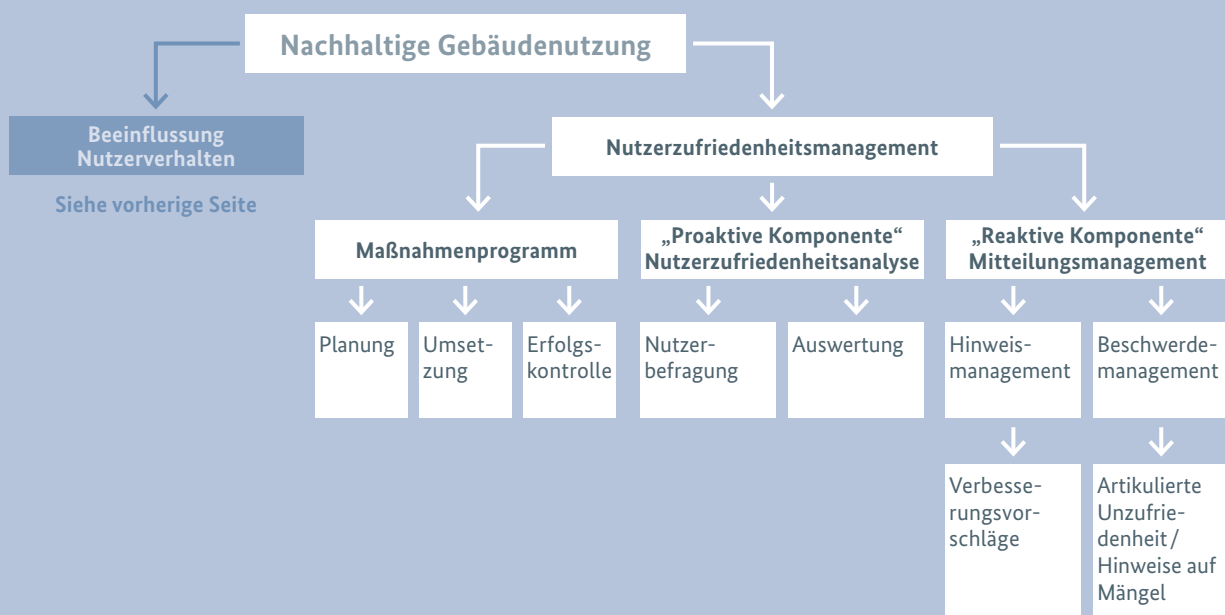 Nachhaltige Gebäudenutzung
Beeinflussung
Nutzerverhalten
Siehe vorherige Seite
Nutzerzufriedenheitsmanagement
Maßnahmenprogramm
„Proaktive Komponente“
Nutzerzufriedenheitsanalyse
„Reaktive Komponente“
Mitteilungsmanagement
Planung
Umset-
zung
Erfolgs-
kontrolle
Nutzer-
befragung
Auswertung
Hinweis-
management
Beschwerde-
management
Verbesse-
rungsvor-
schläge
Artikulierte
Unzufrie-
denheit /
Hinweise auf
Mängel